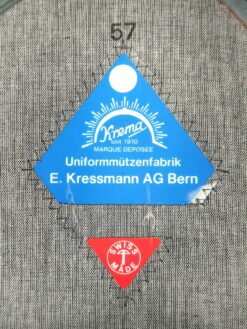 57
Krema
seit 1910
MARQUE DEPOSEE
Uniformmützenfabrik
E. Kressmann AG Bern
SWISS
MADE